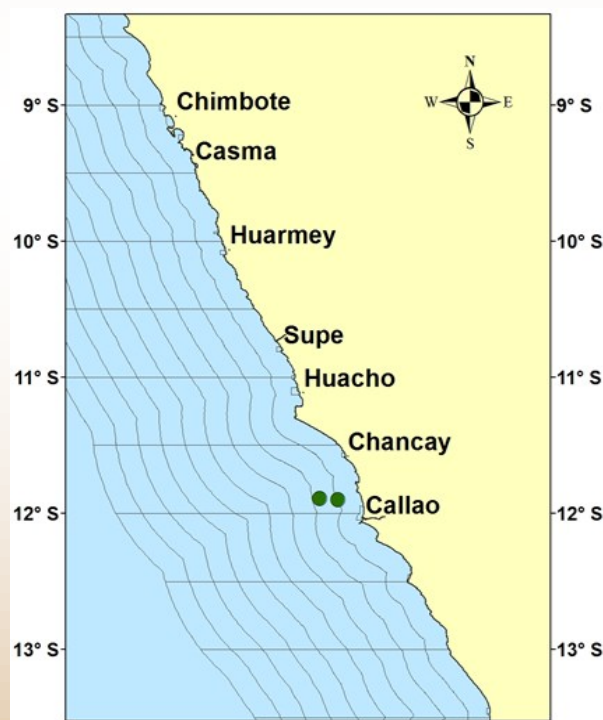 N
W E
S
9° S Chimbote 9° S
Casma
10° S Huarmey 10° S
Supe
11° S Huacho 11° S
Chancay
12° S Callao 12° S
13° S 13° S